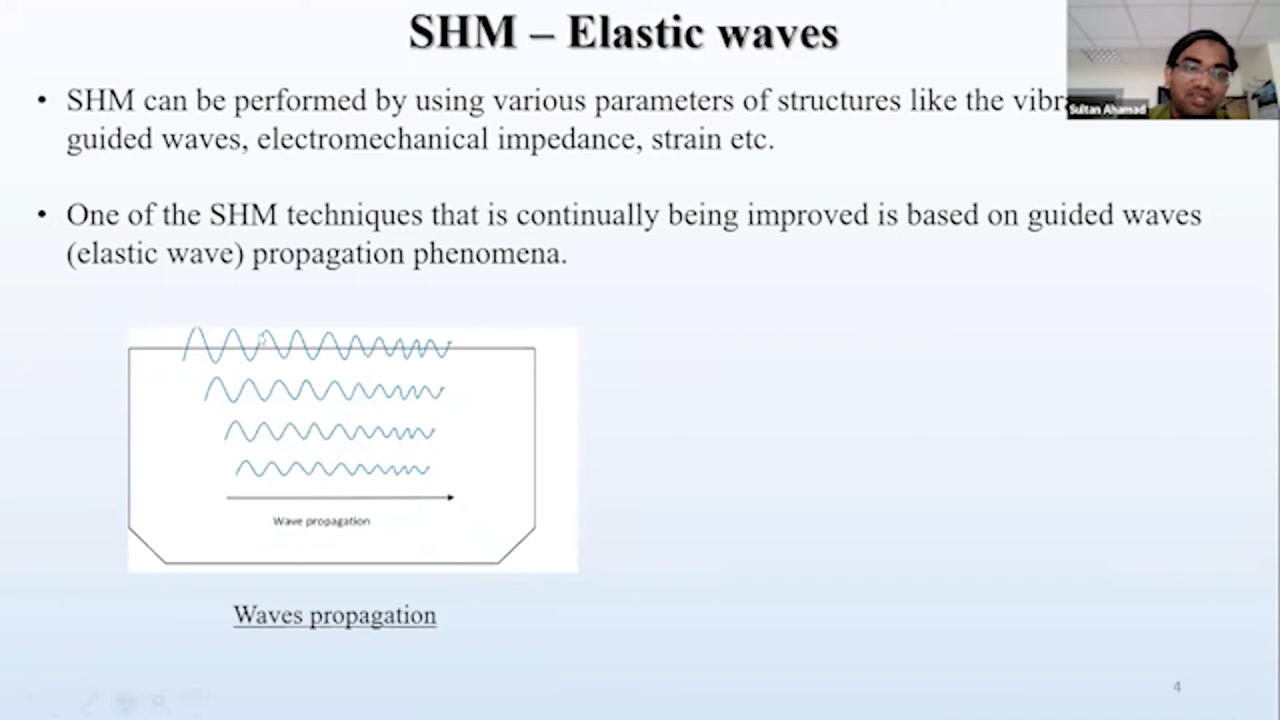 SHM – Elastic waves
• SHM can be performed by using various parameters of structures like the
Sultan Ahamad
guided waves, electromechanical impedance, strain etc.
• One of the SHM techniques that is continually being improved is based on guided waves
(elastic wave) propagation phenomena.
Wave propagation
Waves propagation
4